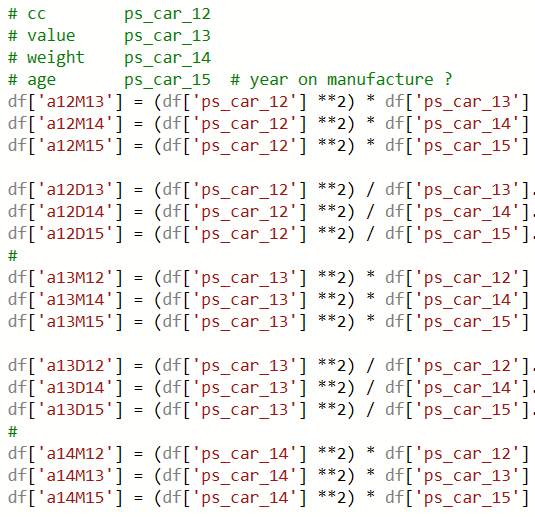 # cc       ps_car_12
# value    ps_car_13
# weight   ps_car_14
# age      ps_car_15  # year on manufacture ?
df['a12M13'] = (df['ps_car_12'] **2) * df['ps_car_13']
df['a12M14'] = (df['ps_car_12'] **2) * df['ps_car_14']
df['a12M15'] = (df['ps_car_12'] **2) * df['ps_car_15']
df['a12D13'] = (df['ps_car_12'] **2) / df['ps_car_13'].
df['a12D14'] = (df['ps_car_12'] **2) / df['ps_car_14'].
df['a12D15'] = (df['ps_car_12'] **2) / df['ps_car_15'].
#
df['a13M12'] = (df['ps_car_13'] **2) * df['ps_car_12']
df['a13M14'] = (df['ps_car_13'] **2) * df['ps_car_14']
df['a13M15'] = (df['ps_car_13'] **2) * df['ps_car_15']
df['a13D12'] = (df['ps_car_13'] **2) / df['ps_car_12'].
df['a13D14'] = (df['ps_car_13'] **2) / df['ps_car_14'].
df['a13D15'] = (df['ps_car_13'] **2) / df['ps_car_15'].
#
df['a14M12'] = (df['ps_car_14'] **2) * df['ps_car_12']
df['a14M13'] = (df['ps_car_14'] **2) * df['ps_car_13']
df['a14M15'] = (df['ps_car_14'] **2) * df['ps_car_15']